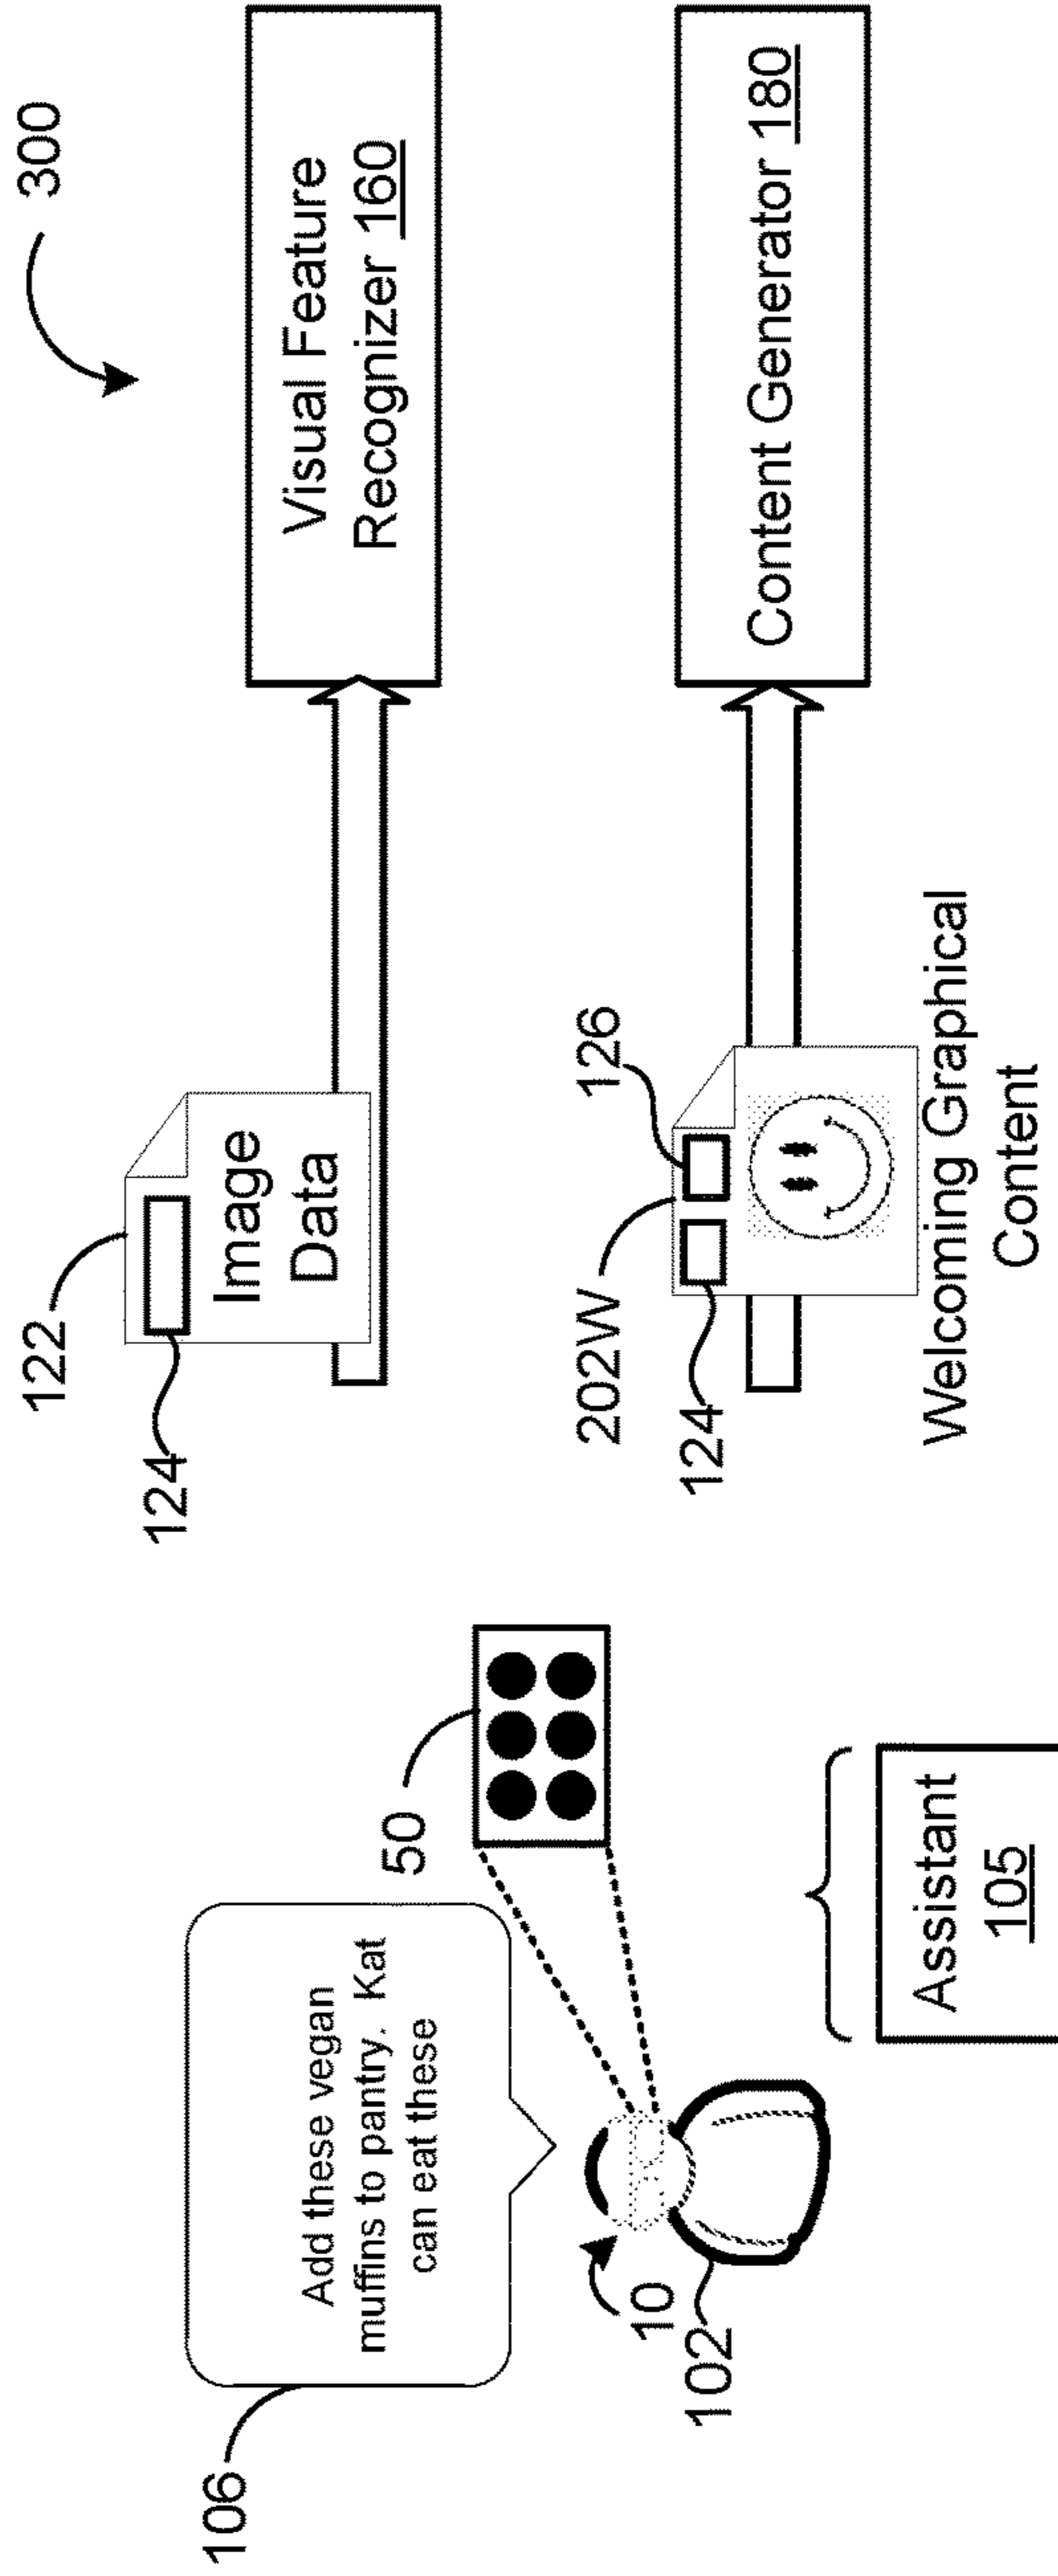 300
106
Add these vegan
muffins to pantry. Kat
can eat these
10
102
50
Assistant
105
122
124
Image
Data
Visual Feature
Recognizer 160
202W
126
124
Welcoming Graphical
Content
Content Generator 180